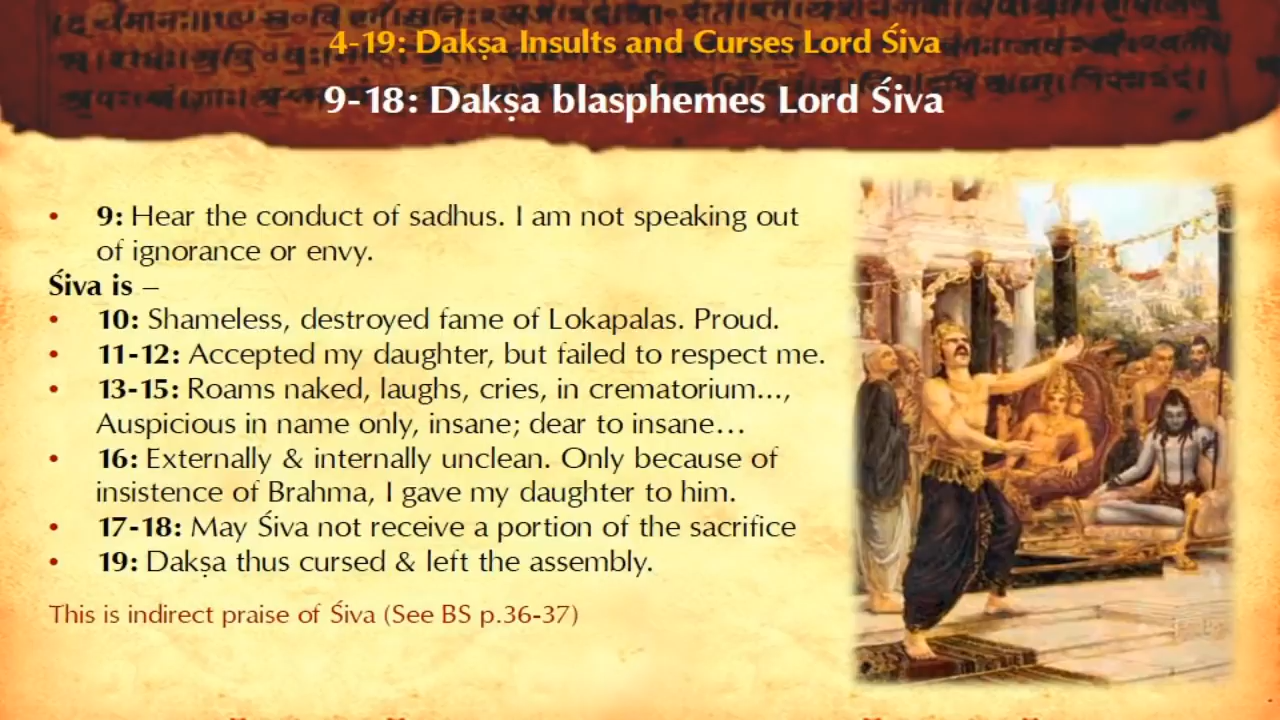 4-19: Dakṣa Insults and Curses Lord Śiva
9-18: Dakṣa blasphemes Lord Śiva
• 9: Hear the conduct of sadhus. I am not speaking out
of ignorance or envy.
Śiva is –
• 10: Shameless, destroyed fame of Lokapalas. Proud.
• 11-12: Accepted my daughter, but failed to respect me.
• 13-15: Roams naked, laughs, cries, in crematorium...,
Auspicious in name only, insane; dear to insane...
• 16: Externally & internally unclean. Only because of
insistence of Brahma, I gave my daughter to him.
• 17-18: May Śiva not receive a portion of the sacrifice
• 19: Dakṣa thus cursed & left the assembly.
This is indirect praise of Śiva (See BS p.36-37)